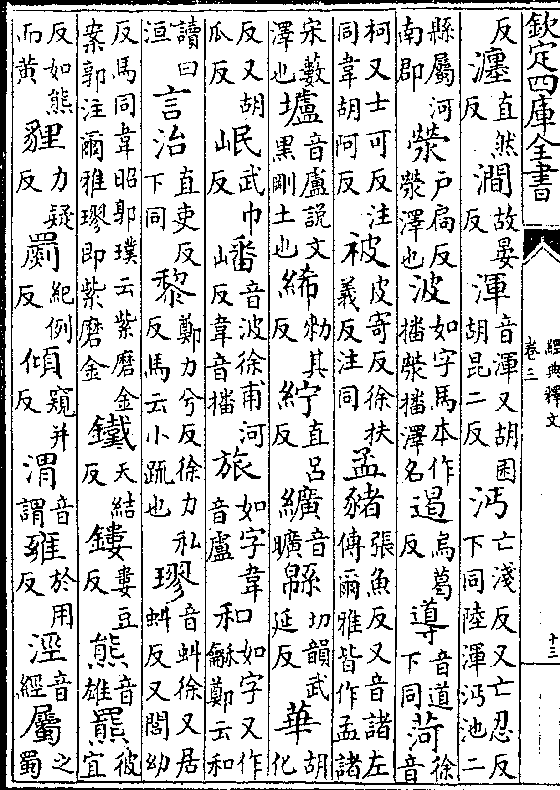 欽定四庫全書
經典釋文
卷三
十三
反瀍直然反澗故晏反渾音渾又胡困胡昆二反沔亡淺反又亡忍反下同陸渾沔池二
縣屬河南郡滎戶扃反滎澤也波如字馬本作播滎播澤名遏烏葛反導音道下同菏徐音
柯又士可反注同韋胡阿反被皮寄反徐扶義反注同孟豬張魚反又音諸左傳爾雅皆作孟諸
宋藪澤也壚音盧說文黑剛土也絺勑其反紵直呂反纊音曠緜切韻武延反華胡化
反又胡瓜反岷武巾反嶓音波徐甫河反韋音播旅如字韋音盧和如字又作龢鄭云和
讀曰洹言治直吏反下同黎鄭力兮反徐力私反馬云小疏也璆音虯徐又居虯反又閭幼
反馬同韋昭郭璞云紫磨金案郭注爾雅璆即紫磨金鐵天結反鏤婁豆反熊音雄羆彼宜
反如熊而黃貍力疑反罽紀例反傾窺井反渭音謂雍於用反涇音經屬之蜀